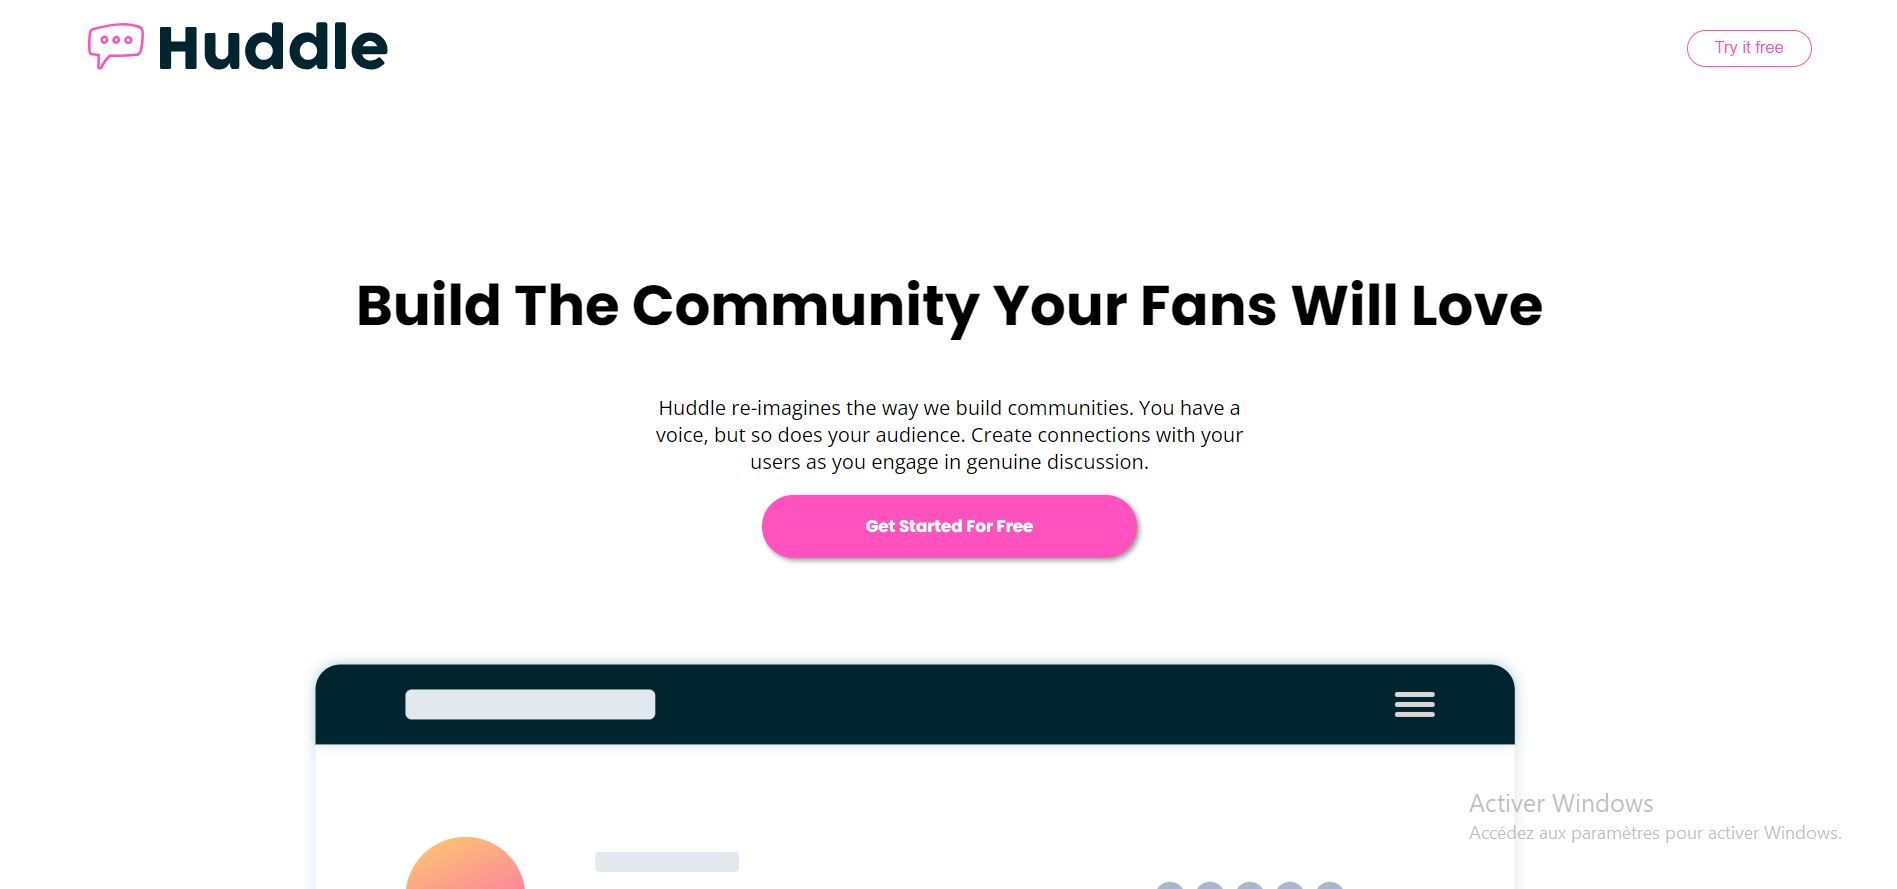 Huddle
Try it free
Build The Community Your Fans Will Love
Huddle re-imagines the way we build communities. You have a
voice, but so does your audience. Create connections with your
users as you engage in genuine discussion.
Get Started For Free
Activer Windows
Accédez aux paramètres pour activer Windows.